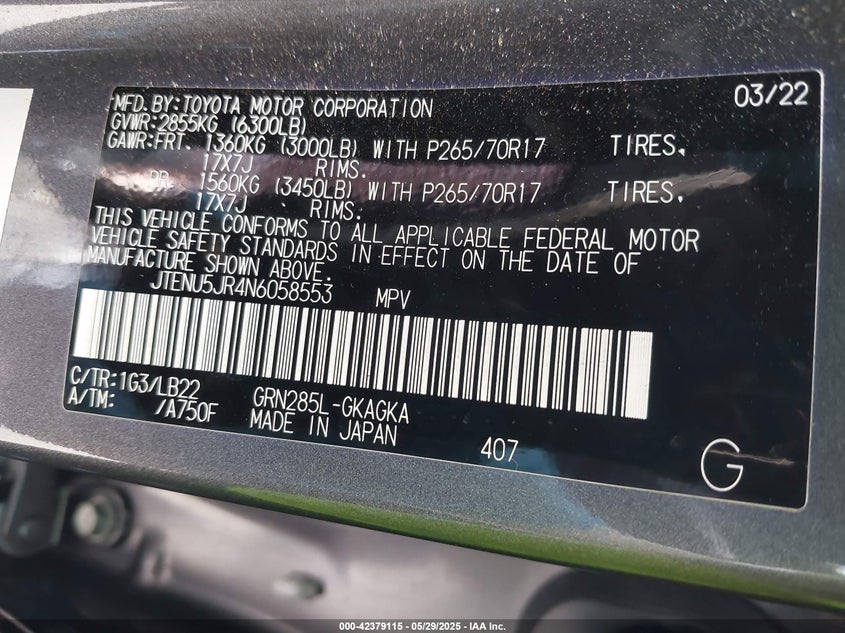 03/22
MFD. BY: TOYOTA MOTOR CORPORATION
GVWR: 2855KG (6300LB)
GAWR: FRT. 1360KG (3000LB) WITH P265/70R17 TIRES.
17X7J RIMS.
RR. 1560KG (3450LB) WITH P265/70R17 TIRES.
17X7J RIMS.
THIS VEHICLE CONFORMS TO ALL APPLICABLE FEDERAL MOTOR
VEHICLE SAFETY STANDARDS IN EFFECT ON THE DATE OF
MANUFACTURE SHOWN ABOVE.
JTENU5JR4N6058553 MPV
C/TR: 1G3/LB22 GRN285L-GKAGKA
A/TM: /A750F MADE IN JAPAN
407
G
000-42379115 - 05/29/2025 - IAA Inc.